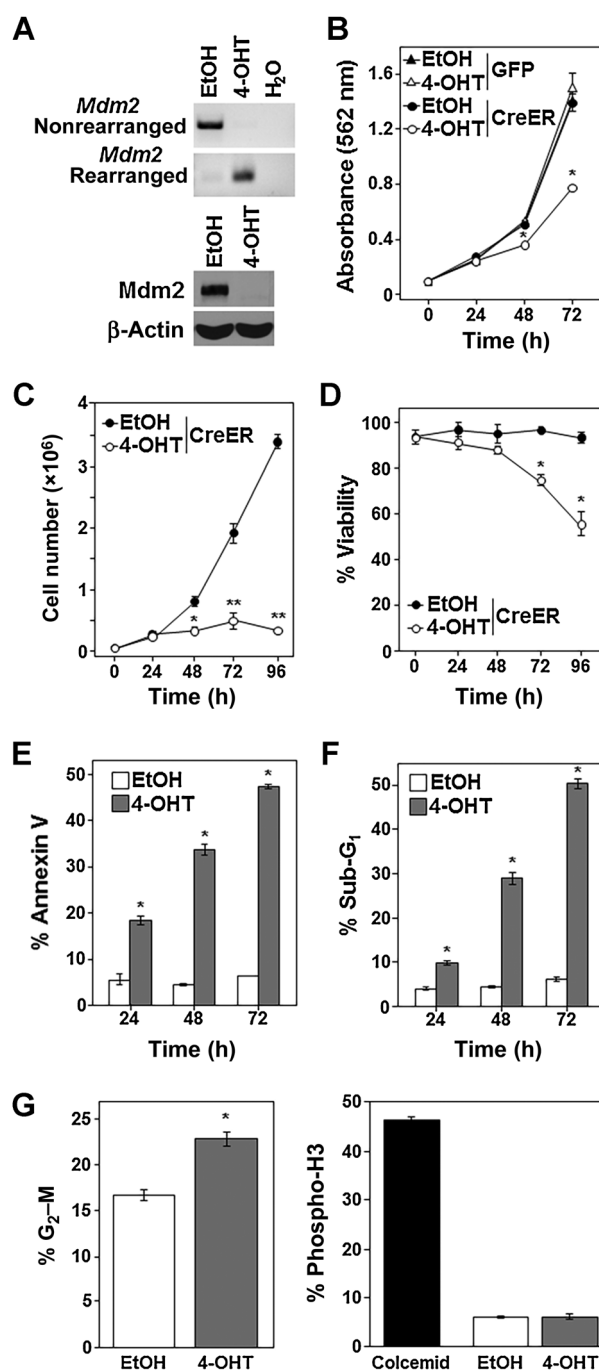 A
EtOH
4-OHT
H₂O
Mdm2
Nonrearranged
Mdm2
Rearranged
EtOH
4-OHT
Mdm2
β-Actin
B
Absorbance (562 nm)
1.6
1.2
0.8
0.4
0
EtOH
4-OHT
GFP
EtOH
4-OHT
CreER
*
*
0 24 48 72
Time (h)
C
Cell number (×10⁶)
4
3
2
1
0
EtOH
4-OHT
CreER
*
**
**
0 24 48 72 96
Time (h)
D
% Viability
100
80
60
40
20
0
*
*
EtOH
4-OHT
CreER
0 24 48 72 96
Time (h)
E
% Annexin V
50
40
30
20
10
0
EtOH
4-OHT
*
*
*
24 48 72
Time (h)
F
% Sub-G₁
50
40
30
20
10
0
EtOH
4-OHT
*
*
*
24 48 72
Time (h)
G
% G₂–M
25
20
15
10
5
0
*
EtOH 4-OHT
% Phospho-H3
50
40
30
20
10
0
Colcemid EtOH 4-OHT